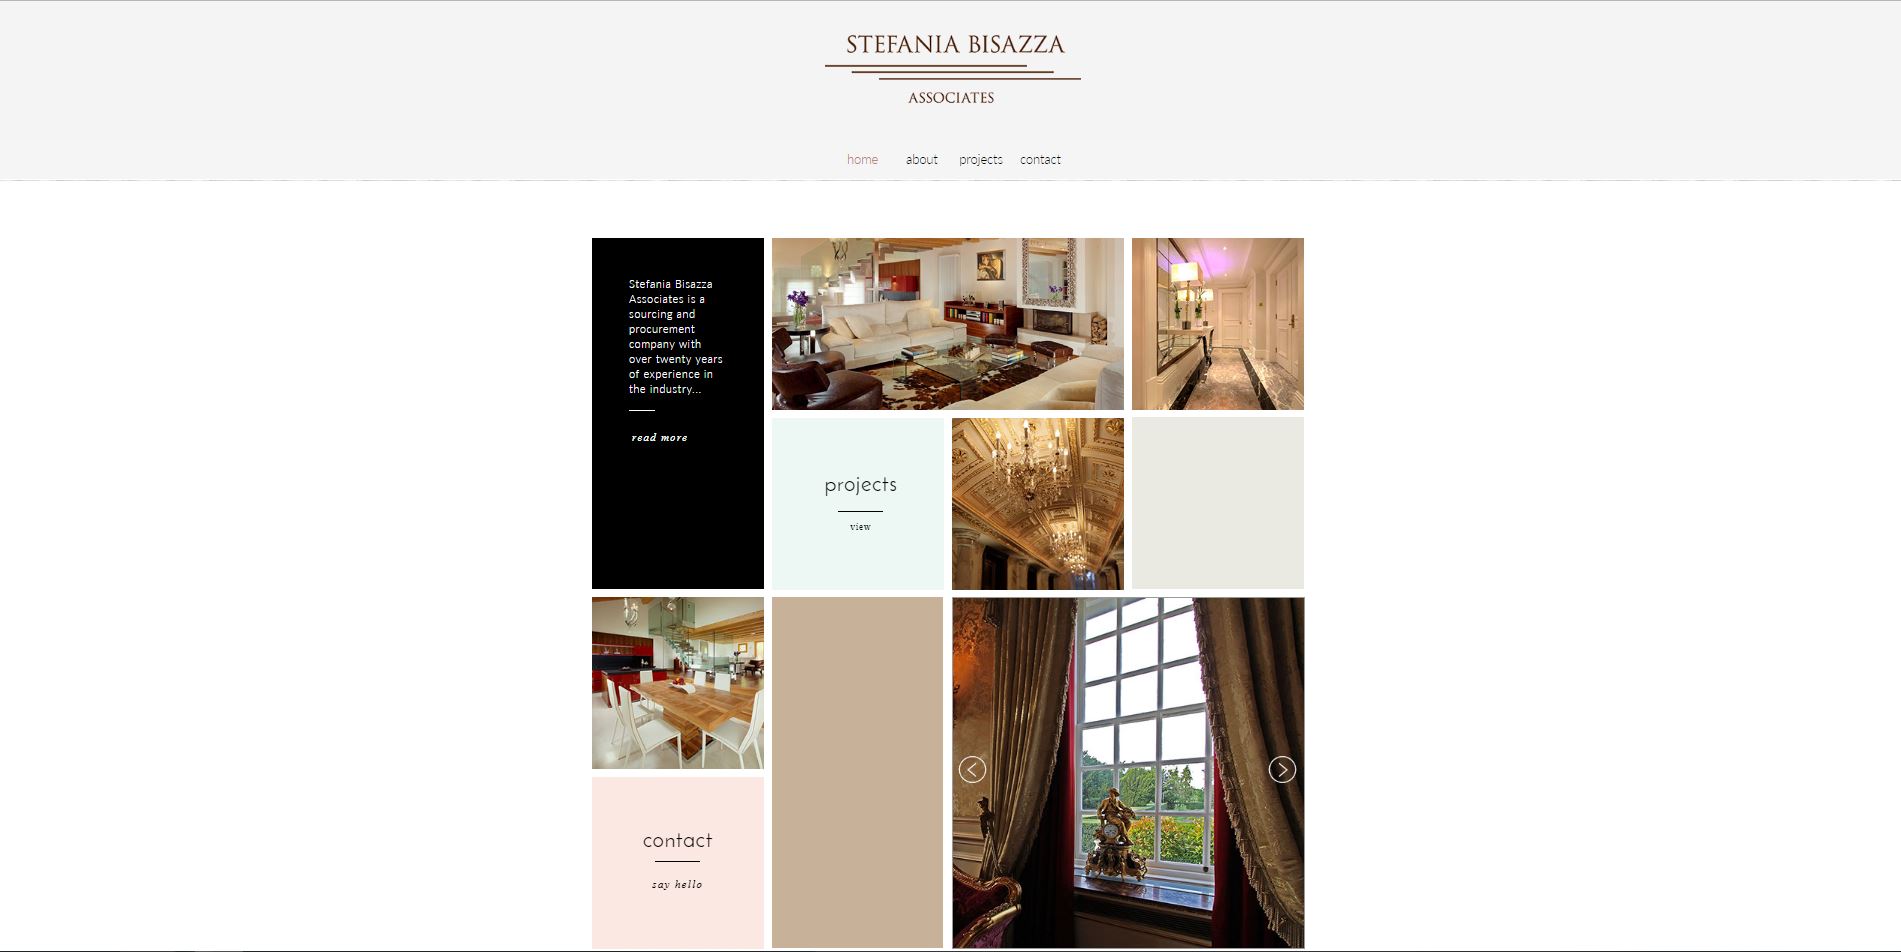 STEFANIA BISAZZA
ASSOCIATES
home about projects contact
Stefania Bisazza
Associates is a
sourcing and
procurement
company with
over twenty years
of experience in
the industry...
read more
projects
view
contact
say hello